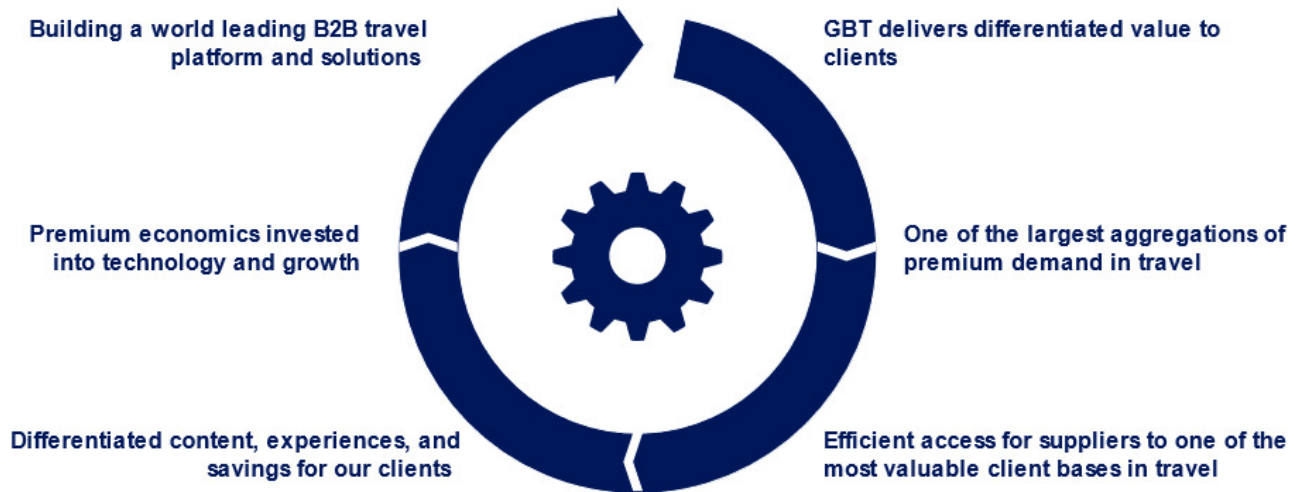 Building a world leading B2B travel
platform and solutions
GBT delivers differentiated value to
clients
Premium economics invested
into technology and growth
One of the largest aggregations of
premium demand in travel
Differentiated content, experiences, and
savings for our clients
Efficient access for suppliers to one of the
most valuable client bases in travel